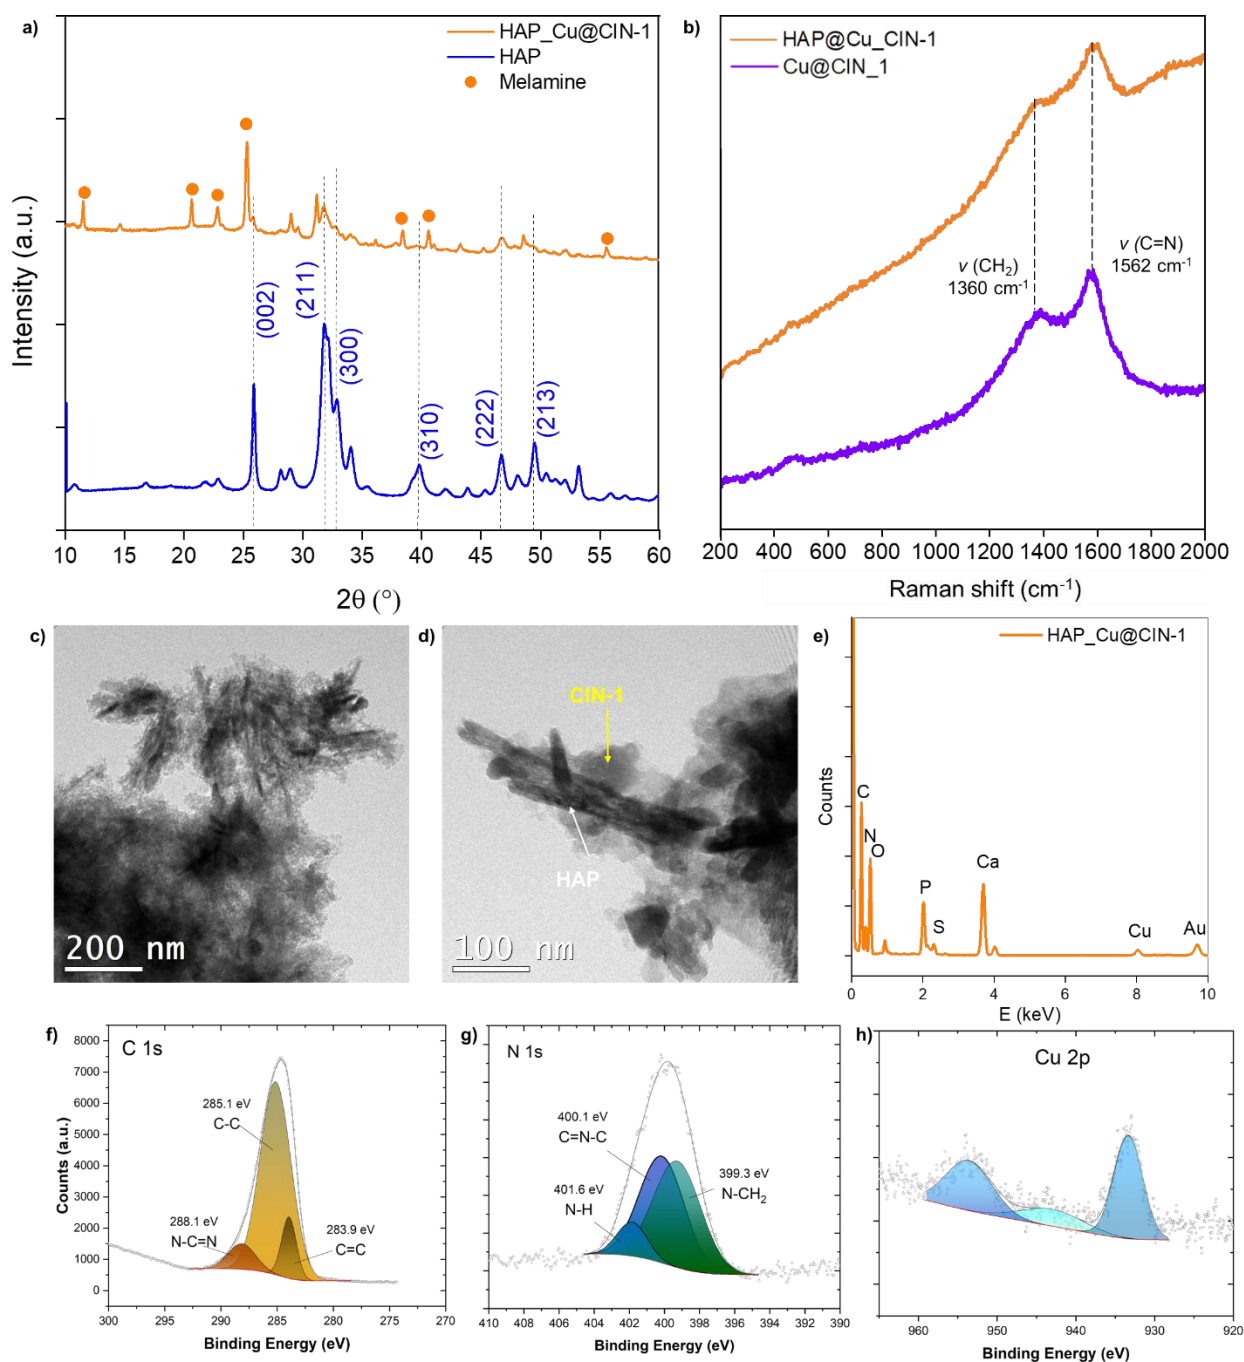 a)
HAP_Cu@CIN-1
HAP
Melamine
Intensity (a.u.)
(002)
(211)
(300)
(310)
(222)
(213)
10 15 20 25 30 35 40 45 50 55 60
2θ (°)
b)
HAP@Cu_CIN-1
Cu@CIN_1
ν (CH2)
1360 cm-1
ν (C=N)
1562 cm-1
200 400 600 800 1000 1200 1400 1600 1800 2000
Raman shift (cm-1)
c)
200 nm
d)
CIN-1
HAP
100 nm
e)
HAP_Cu@CIN-1
Counts
C
N
O
P
S
Ca
Cu
Au
0 2 4 6 8 10
E (keV)
f)
C 1s
8000
7000
6000
5000
4000
3000
2000
1000
0
Counts (a.u.)
285.1 eV
C-C
288.1 eV
N-C=N
283.9 eV
C=C
300 295 290 285 280 275 270
Binding Energy (eV)
g)
N 1s
400.1 eV
C=N-C
401.6 eV
N-H
399.3 eV
N-CH2
410 408 406 404 402 400 398 396 394 392 390
Binding Energy (eV)
h)
Cu 2p
960 950 940 930 920
Binding Energy (eV)